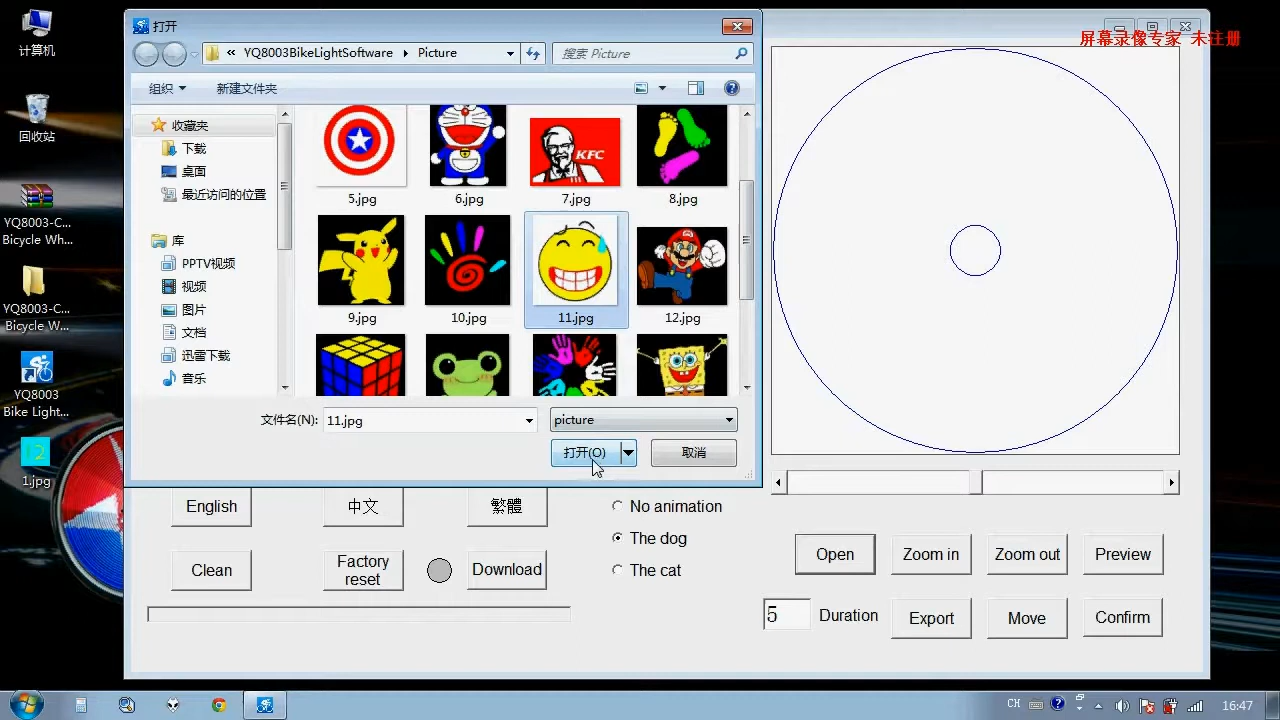 计算机
回收站
YQ8003-C...
Bicycle Wh...
YQ8003-C...
Bicycle W...
YQ8003
Bike Light...
1.jpg
打开
屏幕录像专家 未注册
« YQ8003BikeLightSoftware
Picture
搜索 Picture
组织
新建文件夹
收藏夹
下载
桌面
最近访问的位置
库
PPTV视频
视频
图片
文档
迅雷下载
音乐
KFC
5.jpg
6.jpg
7.jpg
8.jpg
9.jpg
10.jpg
11.jpg
12.jpg
文件名(N):
11.jpg
picture
打开(O)
取消
English
中文
繁體
No animation
The dog
The cat
Clean
Factory
reset
Download
Open
Zoom in
Zoom out
Preview
5
Duration
Export
Move
Confirm
CH
16:47